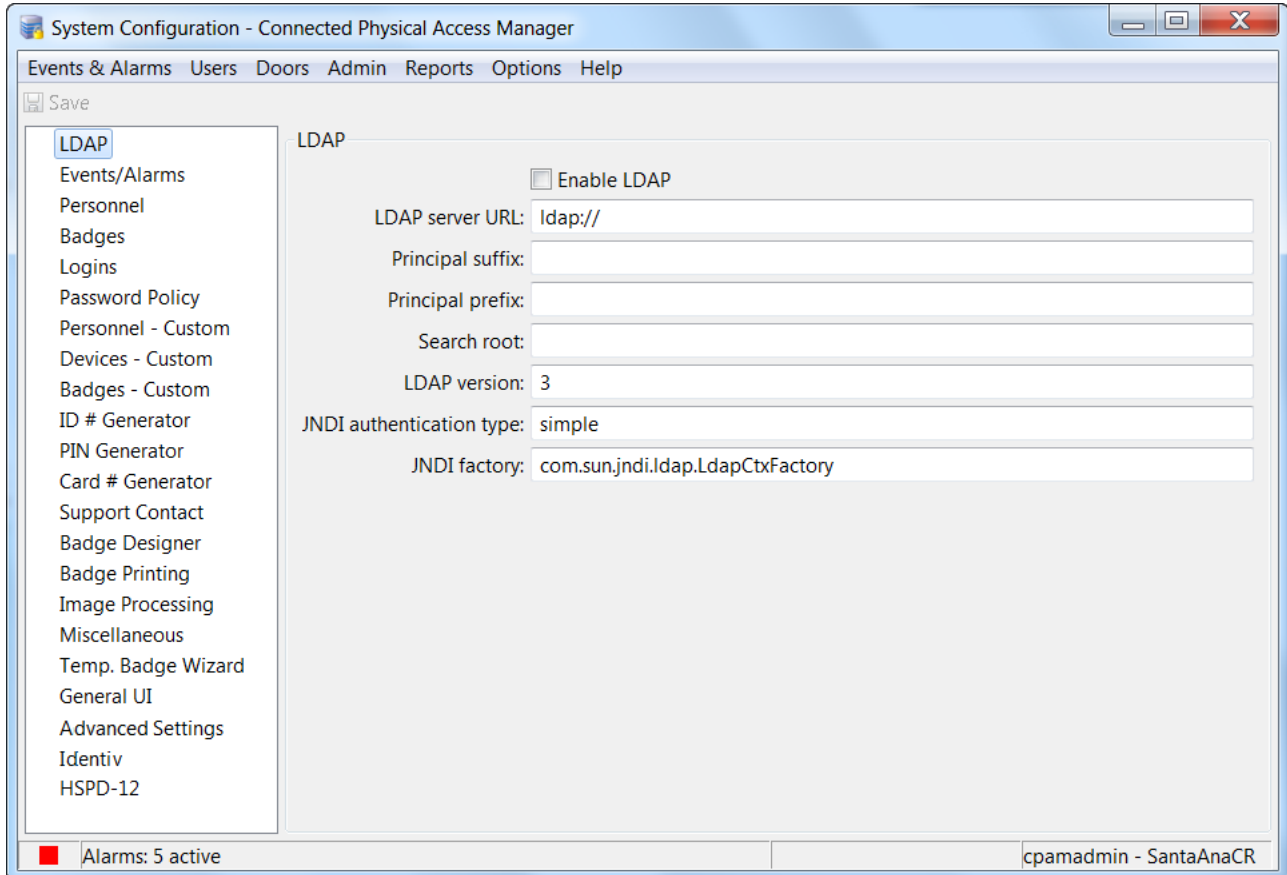 System Configuration - Connected Physical Access Manager
Events & Alarms Users Doors Admin Reports Options Help
Save
LDAP
Events/Alarms
Personnel
Badges
Logins
Password Policy
Personnel - Custom
Devices - Custom
Badges - Custom
ID # Generator
PIN Generator
Card # Generator
Support Contact
Badge Designer
Badge Printing
Image Processing
Miscellaneous
Temp. Badge Wizard
General UI
Advanced Settings
Identiv
HSPD-12
LDAP
Enable LDAP
LDAP server URL: ldap://
Principal suffix:
Principal prefix:
Search root:
LDAP version: 3
JNDI authentication type: simple
JNDI factory: com.sun.jndi.ldap.LdapCtxFactory
Alarms: 5 active
cpamadmin - SantaAnaCR